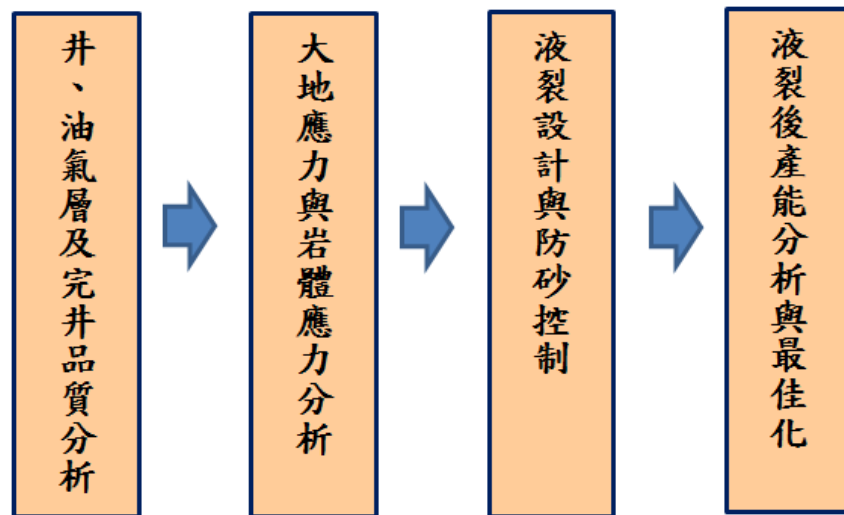 井、油氣層及完井品質分析
大地應力與岩體應力分析
液裂設計與防砂控制
液裂後產能分析與最佳化